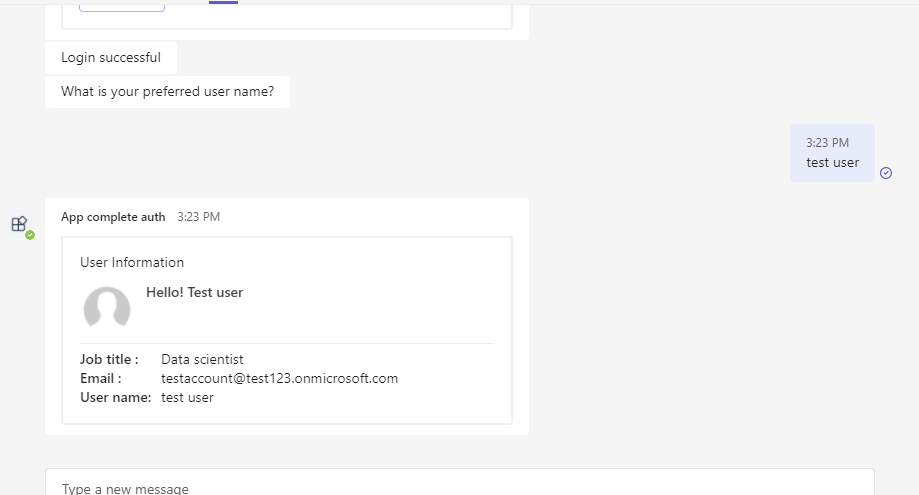 Login successful
What is your preferred user name?
3:23 PM
test user
App complete auth 3:23 PM
User Information
Hello! Test user
Job title : Data scientist
Email : testaccount@test123.onmicrosoft.com
User name: test user
Type a new message